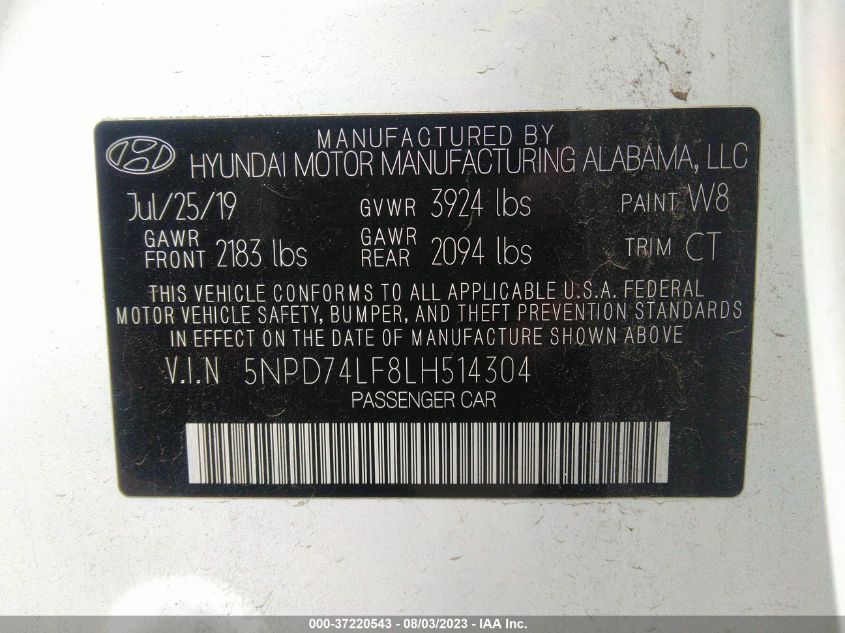 MANUFACTURED BY
HYUNDAI MOTOR MANUFACTURING ALABAMA, LLC
Jul/25/19 GVWR 3924 lbs PAINT W8
GAWR FRONT 2183 lbs GAWR REAR 2094 lbs TRIM CT
THIS VEHICLE CONFORMS TO ALL APPLICABLE U.S.A. FEDERAL
MOTOR VEHICLE SAFETY, BUMPER, AND THEFT PREVENTION STANDARDS
IN EFFECT ON THE DATE OF MANUFACTURE SHOWN ABOVE.
V.I.N 5NPD74LF8LH514304
PASSENGER CAR
000-37220543 - 08/03/2023 - IAA Inc.